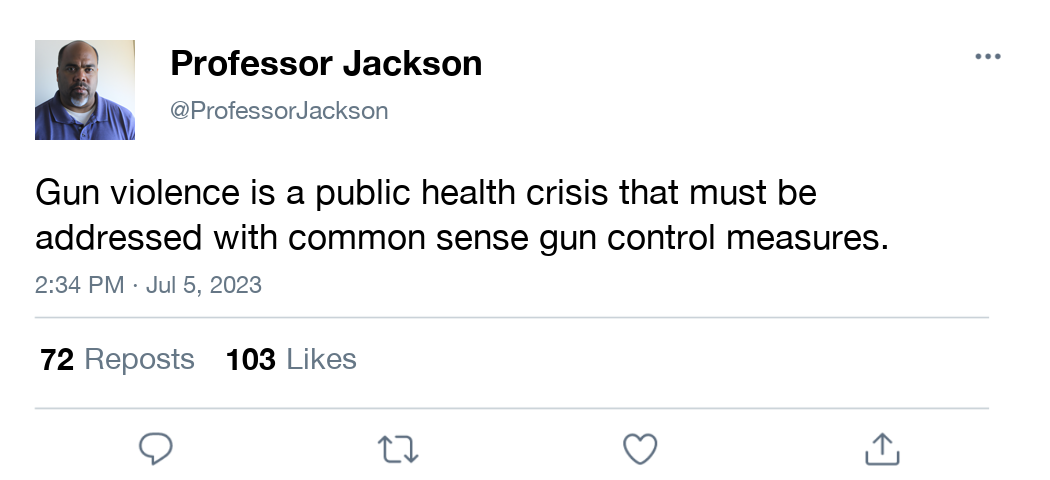 Professor Jackson
@ProfessorJackson
Gun violence is a public health crisis that must be
addressed with common sense gun control measures.
2:34 PM · Jul 5, 2023
72 Reposts 103 Likes